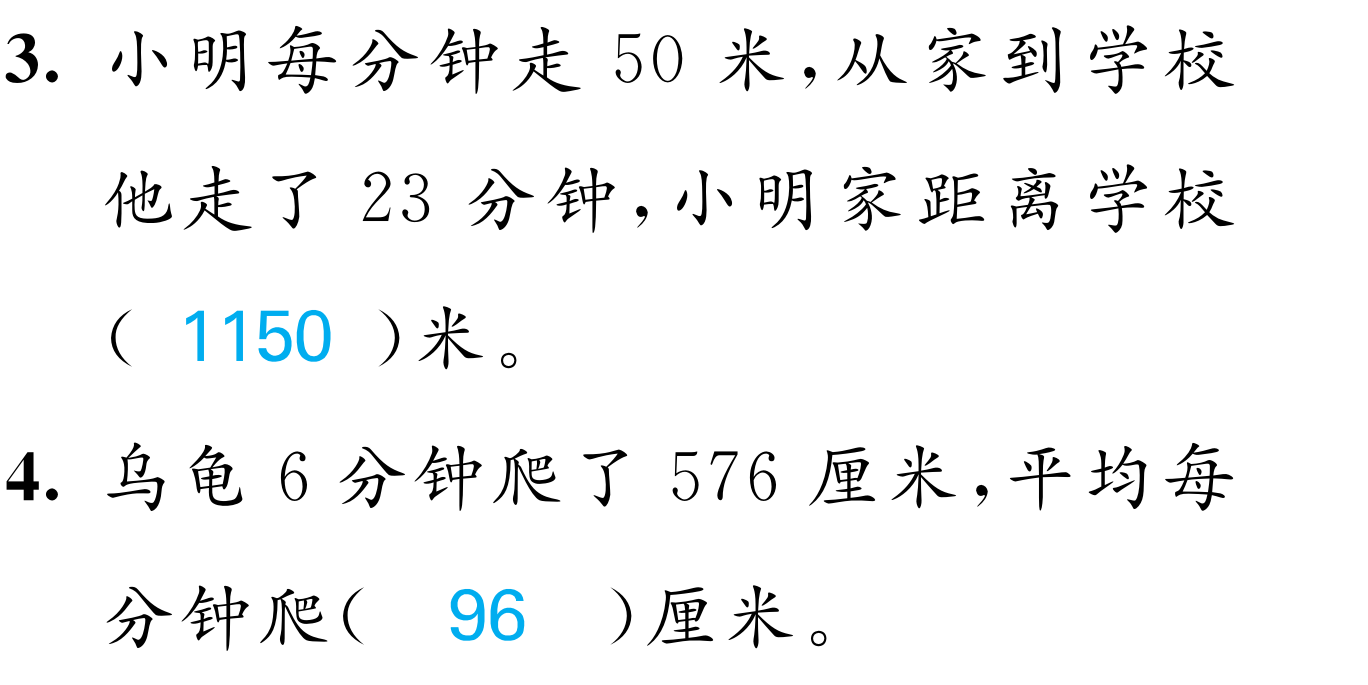 3. 小明每分钟走 50 米,从家到学校
他走了 23 分钟,小明家距离学校
( 1150 )米。
4. 乌龟 6 分钟爬了 576 厘米,平均每
分钟爬( 96 )厘米。